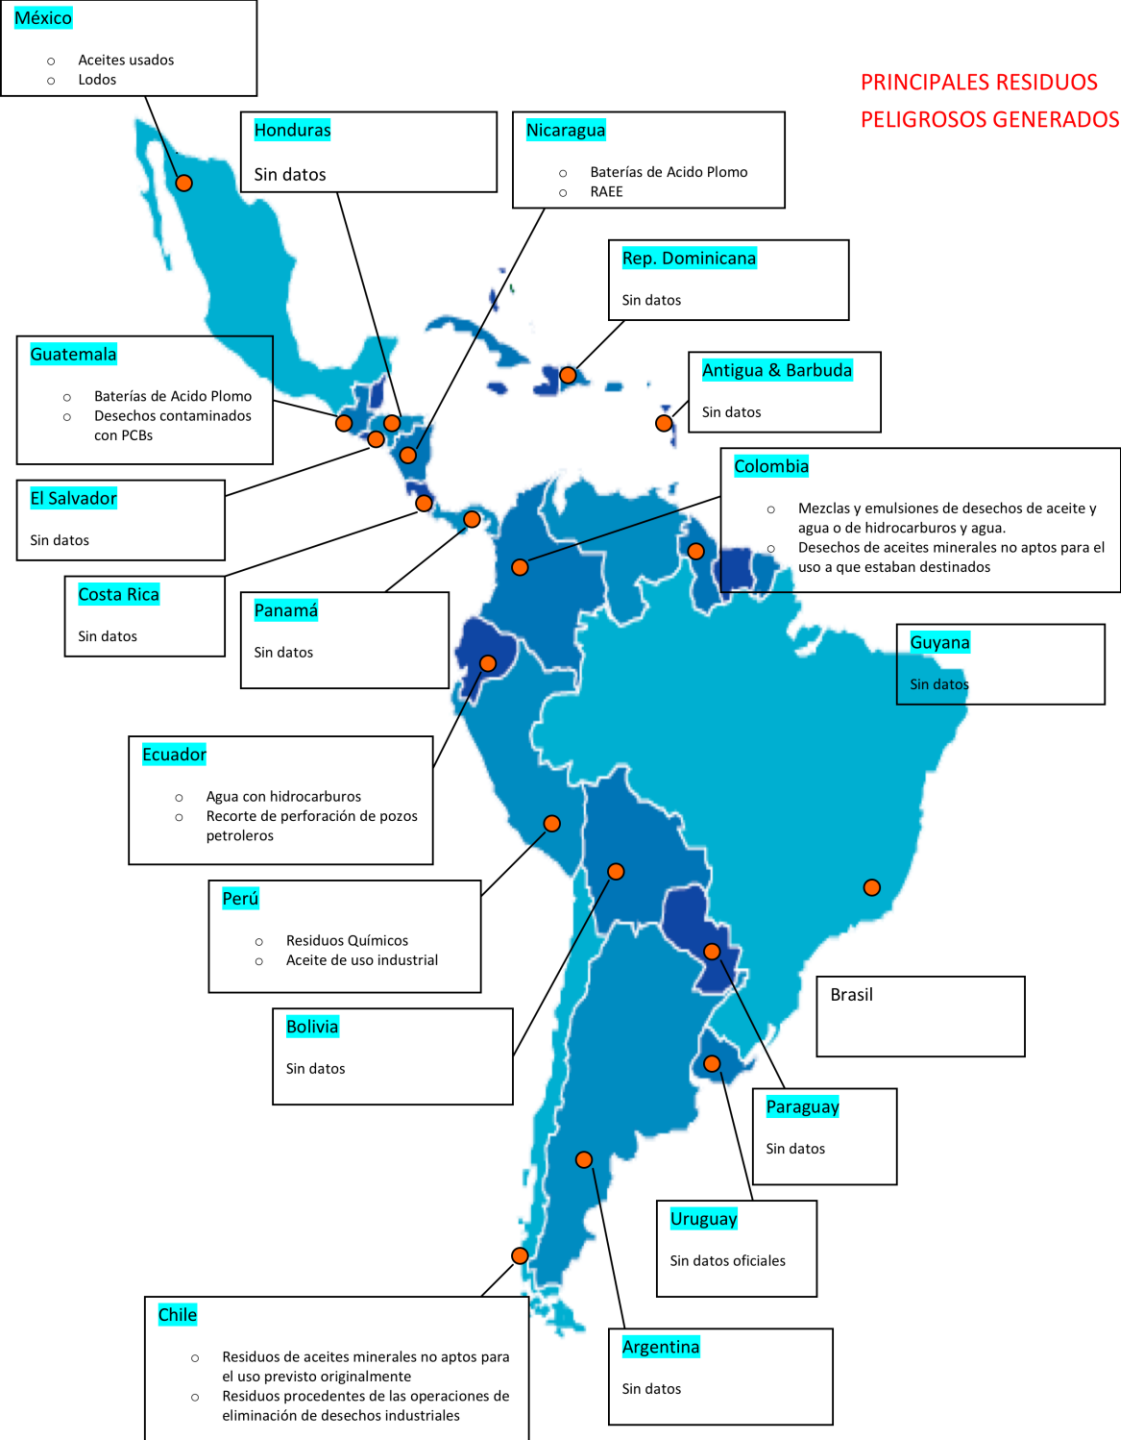 México
○ Aceites usados
○ Lodos
PRINCIPALES RESIDUOS
PELIGROSOS GENERADOS
Honduras
Sin datos
Nicaragua
○ Baterías de Acido Plomo
○ RAEE
Rep. Dominicana
Sin datos
Guatemala
○ Baterías de Acido Plomo
○ Desechos contaminados
con PCBs
Antigua & Barbuda
Sin datos
El Salvador
Sin datos
Colombia
○ Mezclas y emulsiones de desechos de aceite y
agua o de hidrocarburos y agua.
○ Desechos de aceites minerales no aptos para el
uso a que estaban destinados
Costa Rica
Sin datos
Panamá
Sin datos
Guyana
Sin datos
Ecuador
○ Agua con hidrocarburos
○ Recorte de perforación de pozos
petroleros
Perú
○ Residuos Químicos
○ Aceite de uso industrial
Bolivia
Sin datos
Brasil
Paraguay
Sin datos
Uruguay
Sin datos oficiales
Chile
○ Residuos de aceites minerales no aptos para
el uso previsto originalmente
○ Residuos procedentes de las operaciones de
eliminación de desechos industriales
Argentina
Sin datos